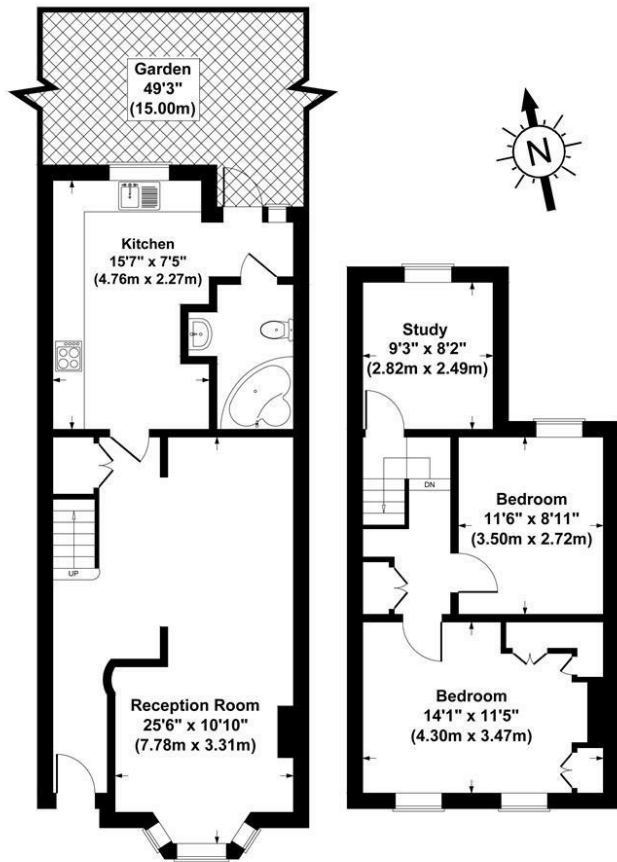 Garden
49'3"
(15.00m)
N
Kitchen
15'7" x 7'5"
(4.76m x 2.27m)
Study
9'3" x 8'2"
(2.82m x 2.49m)
DN
Bedroom
11'6" x 8'11"
(3.50m x 2.72m)
UP
Reception Room
25'6" x 10'10"
(7.78m x 3.31m)
Bedroom
14'1" x 11'5"
(4.30m x 3.47m)